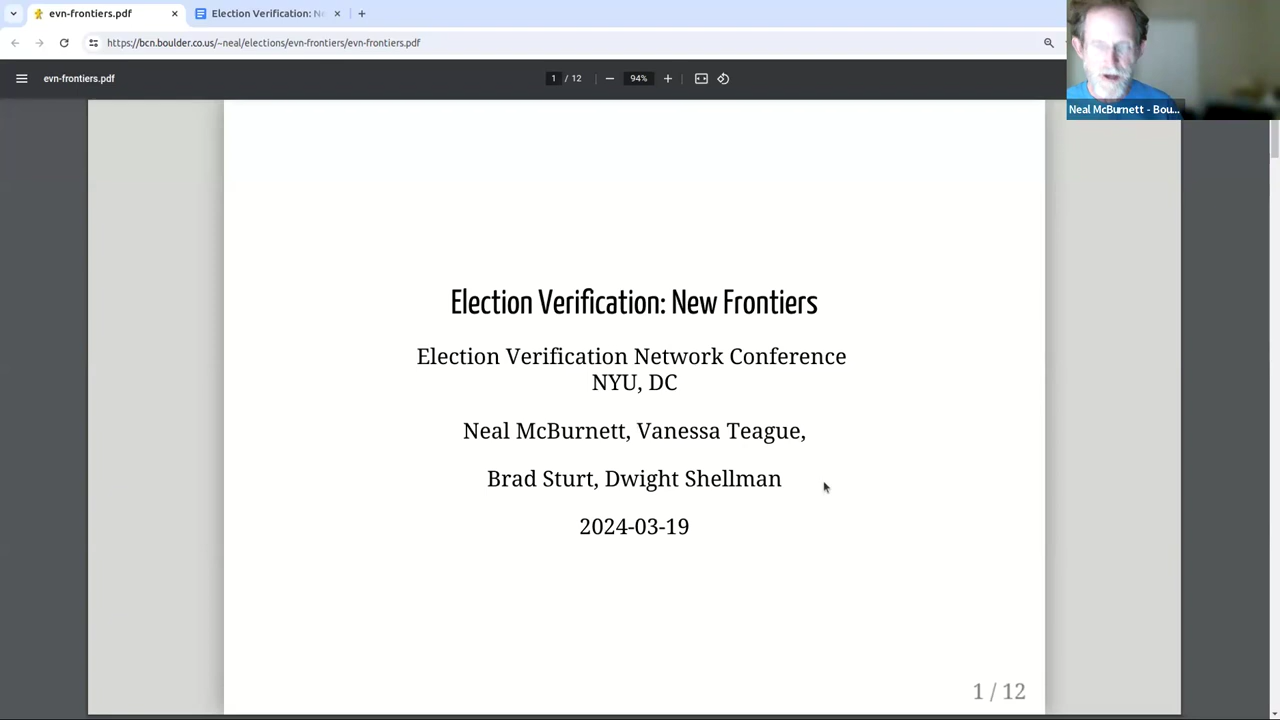 evn-frontiers.pdf
Election Verification: Ne
https://bcn.boulder.co.us/~neal/elections/evn-frontiers/evn-frontiers.pdf
evn-frontiers.pdf
1 / 12
94%
Neal McBurnett - Bou...
Election Verification: New Frontiers
Election Verification Network Conference
NYU, DC
Neal McBurnett, Vanessa Teague,
Brad Sturt, Dwight Shellman
2024-03-19
1 / 12